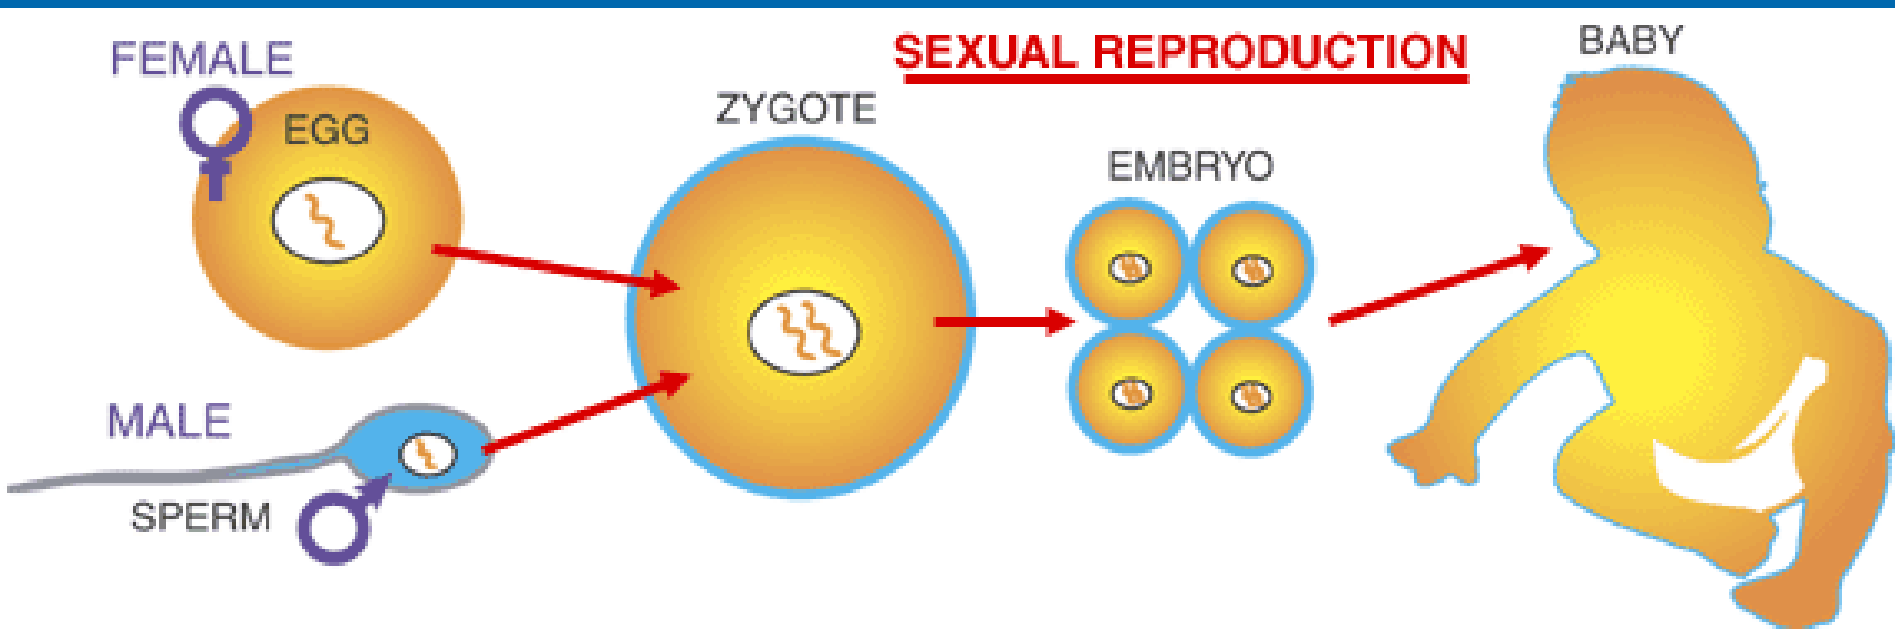 SEXUAL REPRODUCTION
FEMALE
EGG
ZYGOTE
EMBRYO
BABY
MALE
SPERM